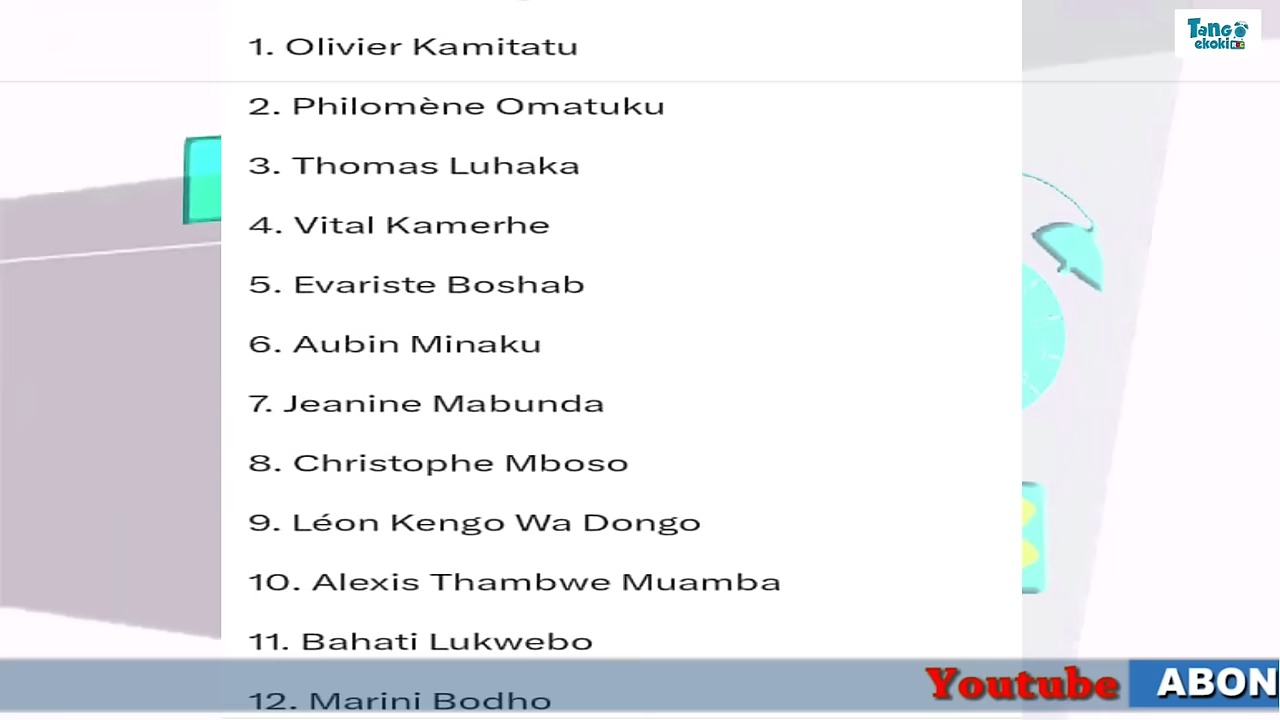 Tango
ekoki
1. Olivier Kamitatu
2. Philomène Omatuku
3. Thomas Luhaka
4. Vital Kamerhe
5. Evariste Boshab
6. Aubin Minaku
7. Jeanine Mabunda
8. Christophe Mboso
9. Léon Kengo Wa Dongo
10. Alexis Thambwe Muamba
11. Bahati Lukwebo
12. Marini Bodho
Youtube ABON